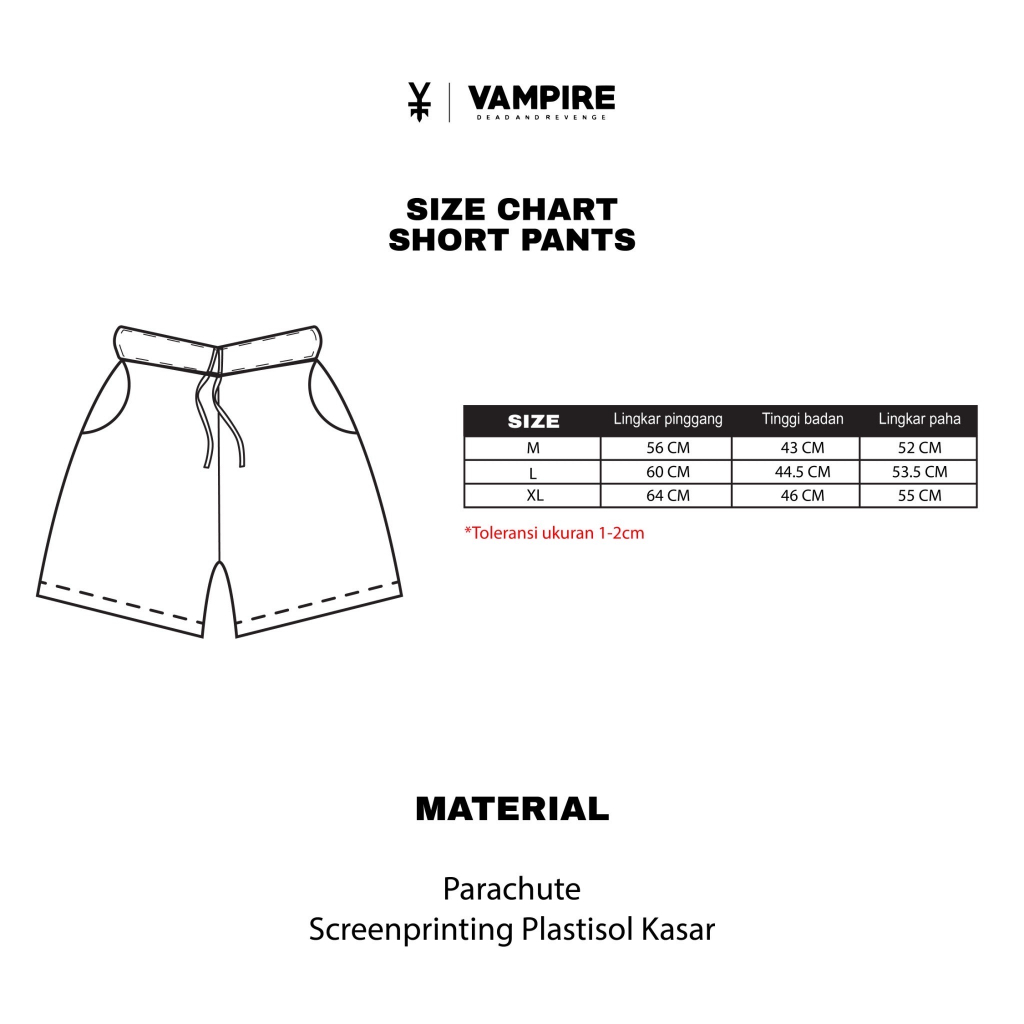 VAMPIRE
DEADANDREVENGE
SIZE CHART
SHORT PANTS
SIZE Lingkar pinggang Tinggi badan Lingkar paha
M 56 CM 43 CM 52 CM
L 60 CM 44.5 CM 53.5 CM
XL 64 CM 46 CM 55 CM
*Toleransi ukuran 1-2cm
MATERIAL
Parachute
Screenprinting Plastisol Kasar